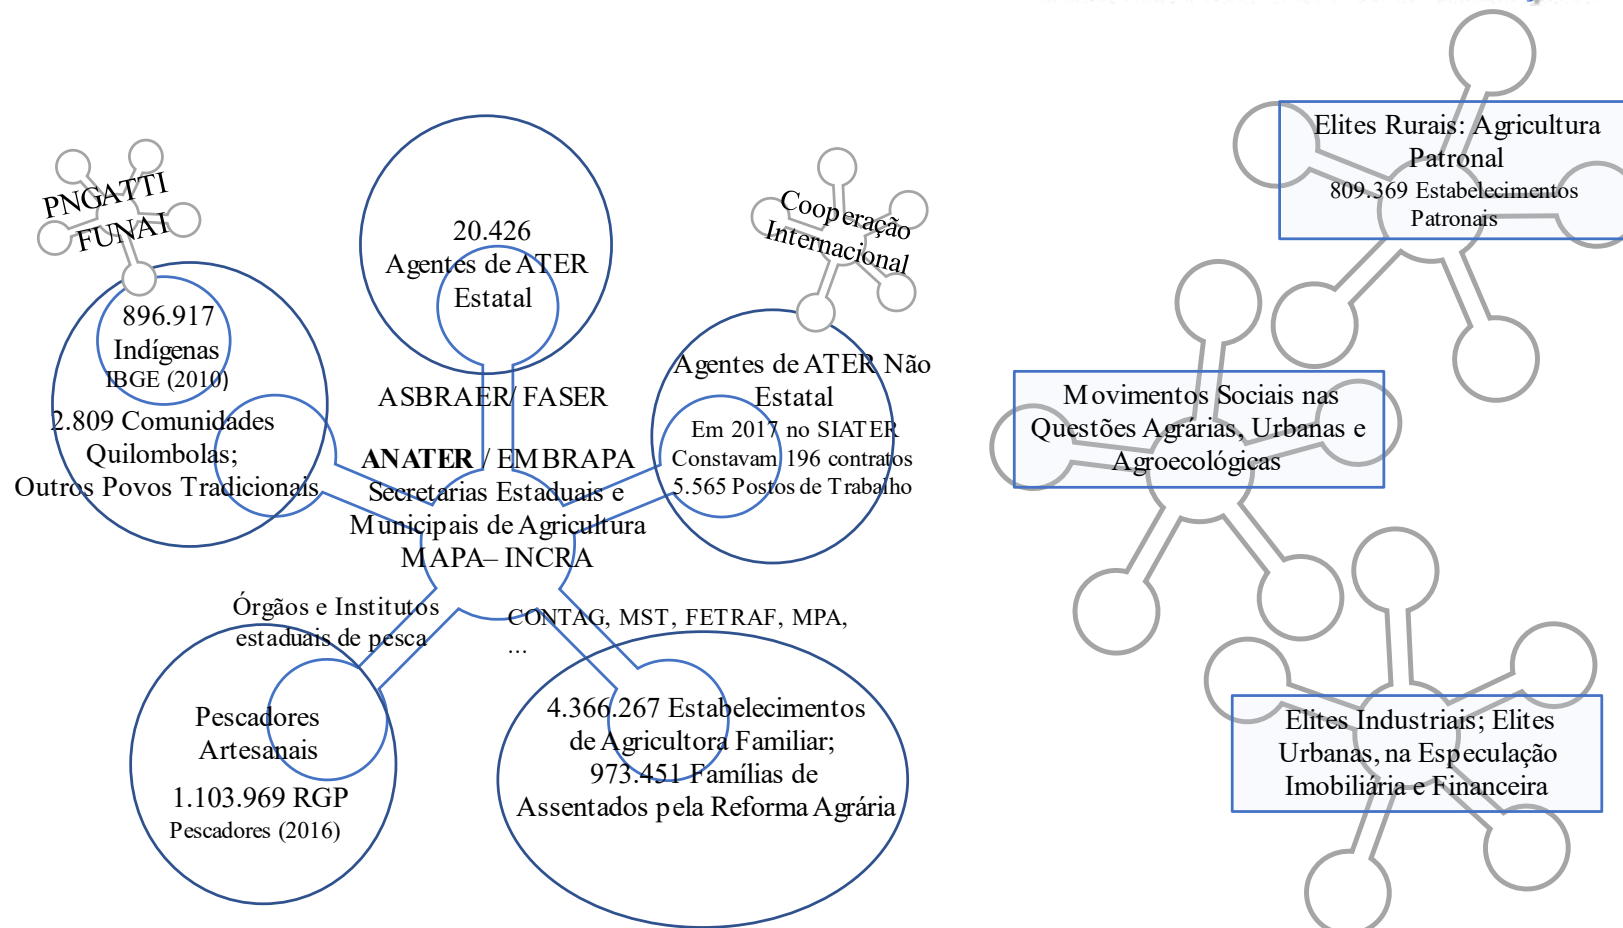 PNGATTI
FUNAI
20.426
Agentes de ATER
Estatal
Cooperação
Internacional
896.917
Indígenas
IBGE (2010)
2.809 Comunidades
Quilombolas;
Outros Povos Tradicionais
ASBRAER/ FASER
ANATER / EMBRAPA
Secretarias Estaduais e
Municipais de Agricultura
MAPA– INCRA
Agentes de ATER Não
Estatal
Em 2017 no SIATER
Constavam 196 contratos
5.565 Postos de Trabalho
Órgãos e Institutos
estaduais de pesca
Pescadores
Artesanais
1.103.969 RGP
Pescadores (2016)
CONTAG, MST, FETRAF, MPA,
...
4.366.267 Estabelecimentos
de Agricultora Familiar;
973.451 Famílias de
Assentados pela Reforma Agrária
Elites Rurais: Agricultura
Patronal
809.369 Estabelecimentos
Patronais
Movimentos Sociais nas
Questões Agrárias, Urbanas e
Agroecológicas
Elites Industriais; Elites
Urbanas, na Especulação
Imobiliária e Financeira